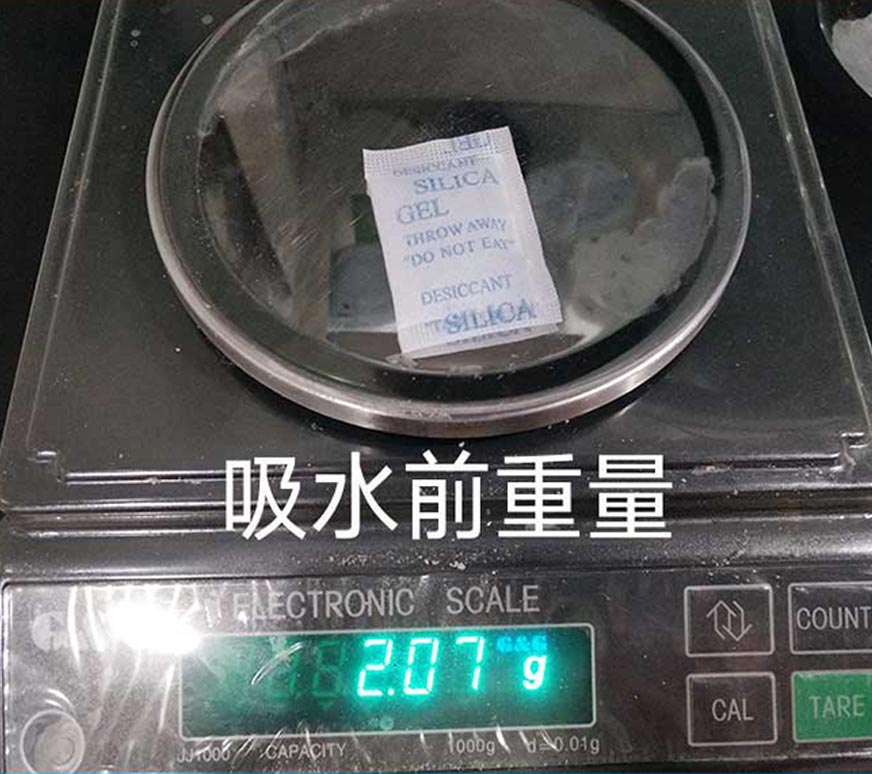 DESICCANT
SILICA
GEL
THROW AWAY
"DO NOT EAT"
DESICCANT
SILICA
吸水前重量
ELECTRONIC SCALE
COUNT
2.07 g
G&G
CAL
TARE
JJ1000 CAPACITY 1000g d=0.01g